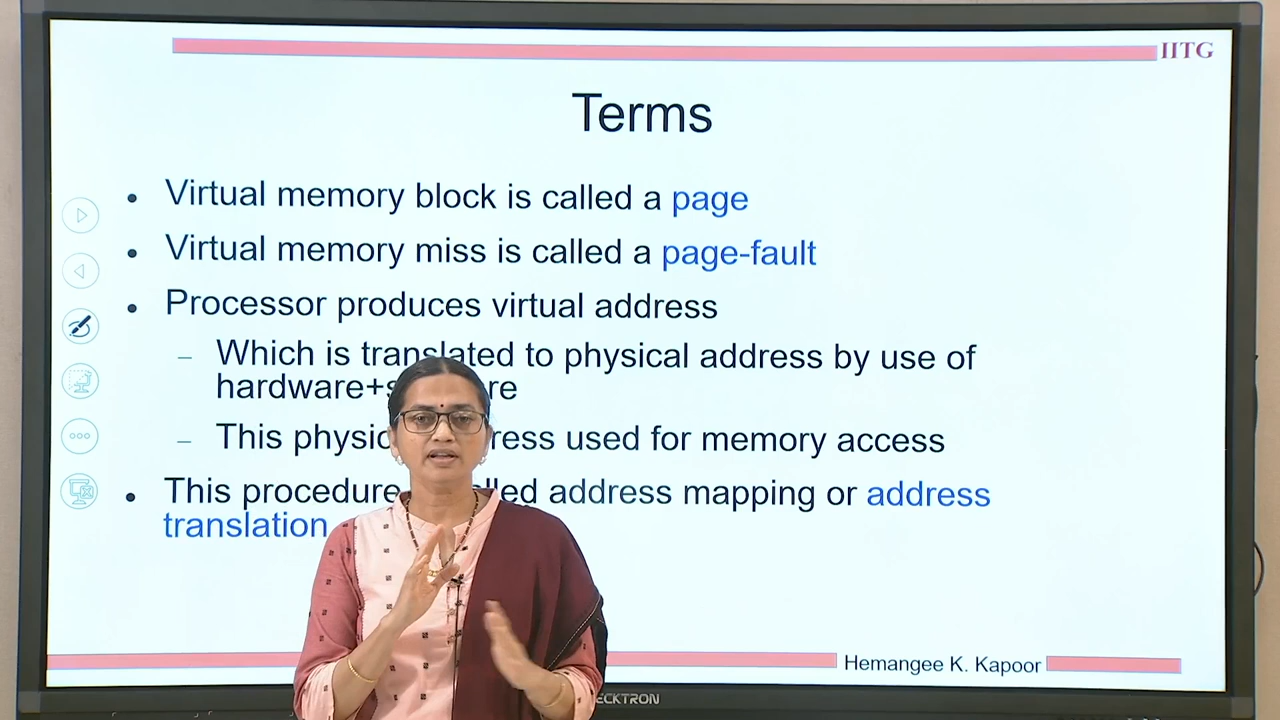 IITG
Terms
• Virtual memory block is called a page
• Virtual memory miss is called a page-fault
• Processor produces virtual address
– Which is translated to physical address by use of
hardware+
– This used for memory access
• This procedure address mapping or address
translation
Hemangee K. Kapoor